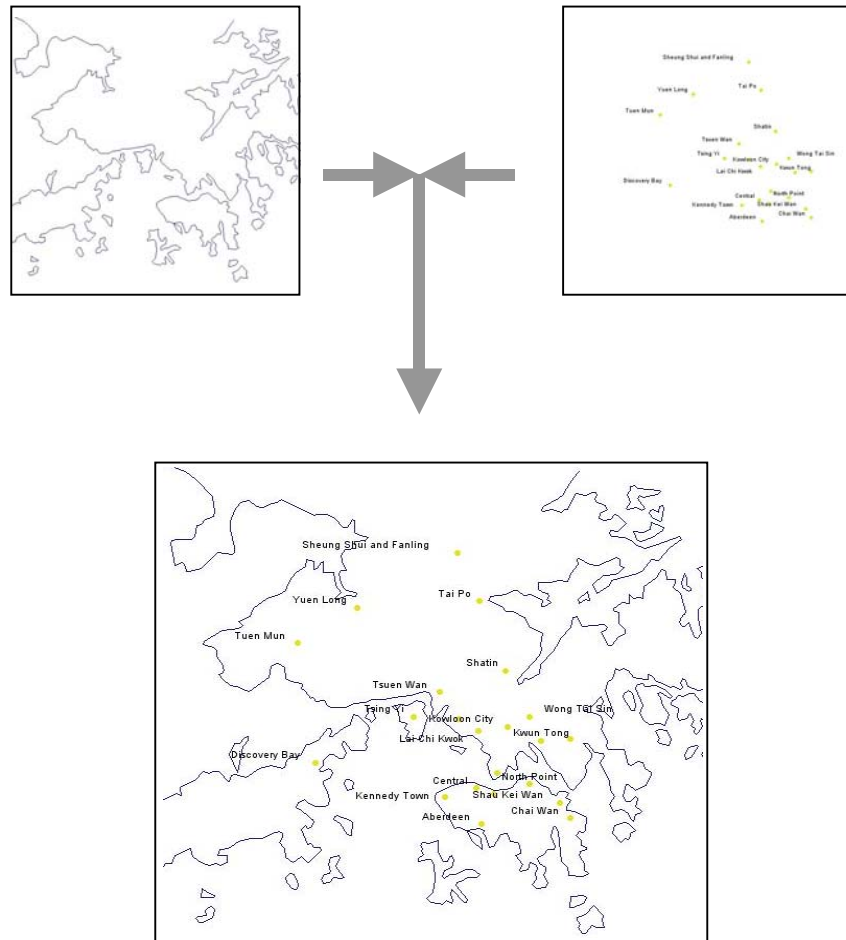 Sheung Shui and Fanling
Tai Po
Yuen Long
Tuen Mun
Shatin
Tseun Wan
Tsing Yi
Kowloon City
Wong Tai Sin
Lai Chi Kwok
Kwun Tong
Discovery Bay
Central
North Point
Kennedy Town
Shau Kei Wan
Chai Wan
Aberdeen
Sheung Shui and Fanling
Yuen Long
Tai Po
Tuen Mun
Shatin
Tsuen Wan
Tsing Yi
Kowloon City
Wong Tai Sin
Lai Chi Kwok
Kwun Tong
Discovery Bay
Central
North Point
Kennedy Town
Shau Kei Wan
Chai Wan
Aberdeen